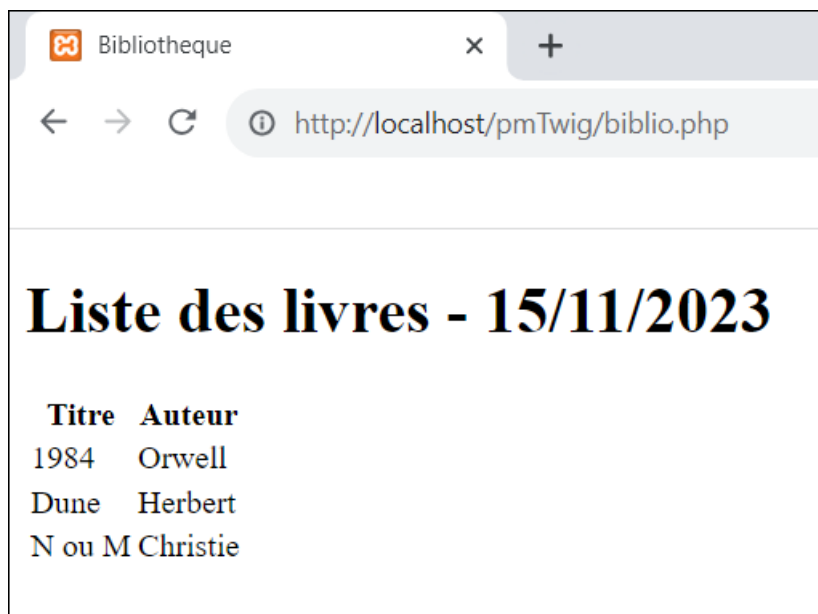 Bibliotheque
http://localhost/pmTwig/biblio.php
Liste des livres - 15/11/2023
Titre Auteur
1984 Orwell
Dune Herbert
N ou M Christie